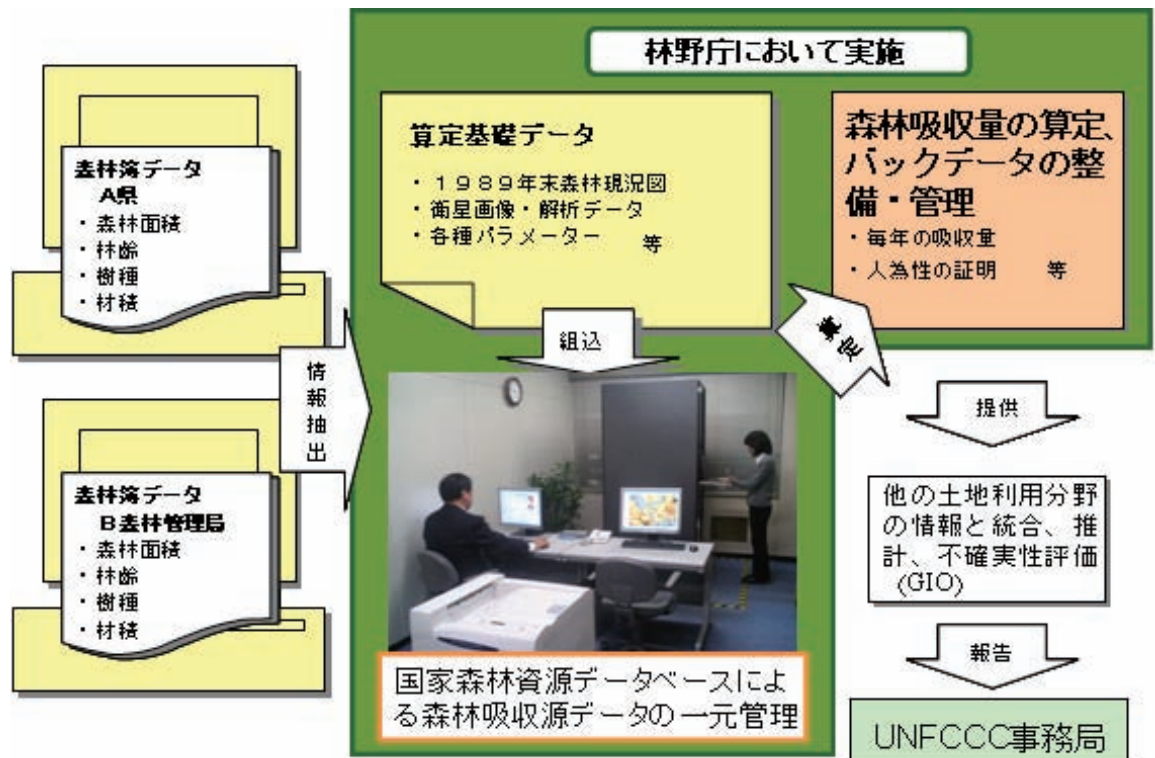 林野庁において実施
森林簿データ
A県
・森林面積
・林齢
・樹種
・材積
森林簿データ
B森林管理局
・森林面積
・林齢
・樹種
・材積
情報抽出
算定基礎データ
・1989年末森林現況図
・衛星画像・解析データ
・各種パラメーター 等
組込
国家森林資源データベースによ
る森林吸収源データの一元管理
算定
森林吸収量の算定、
バックデータの整
備・管理
・毎年の吸収量
・人為性の証明 等
提供
他の土地利用分野
の情報と統合、推
計、不確実性評価
(GIO)
報告
UNFCCC事務局